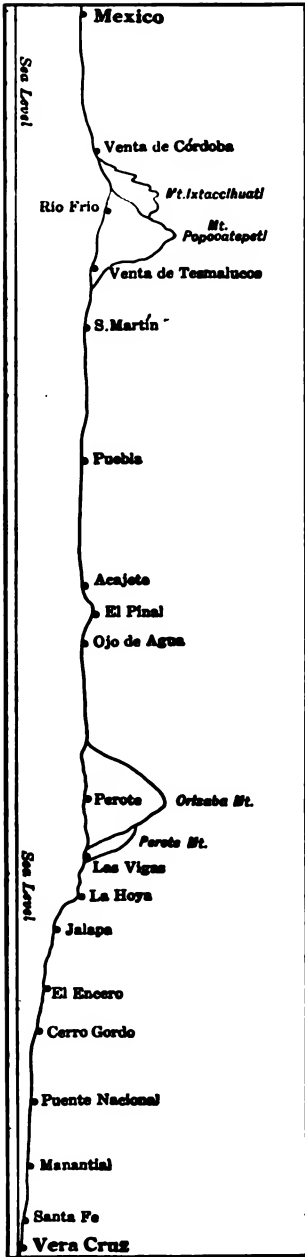 Mexico
Sea Level
Venta de Córdoba
Mt. Ixtaccihuatl
Río Frio
Mt.
Popocatepetl
Venta de Tesmalucos
S. Martín
Puebla
Acajete
El Pinal
Ojo de Agua
Perote
Orizaba Mt.
Perote Mt.
Las Vigas
Sea Level
La Hoya
Jalapa
El Encero
Cerro Gordo
Puente Nacional
Manantial
Santa Fe
Vera Cruz